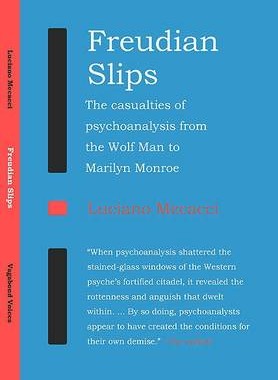 Luciano Mecacci
Freudian Slips
Vagabond Voices
Freudian
Slips
The casualties of
psychoanalysis from
the Wolf Man to
Marilyn Monroe
Luciano Mecacci
“When psychoanalysis shattered the
stained-glass windows of the Western
psyche’s fortified citadel, it revealed the
rottenness and anguish that dwelt
within. ... By so doing, psychoanalysts
appear to have created the conditions for
their own demise.”